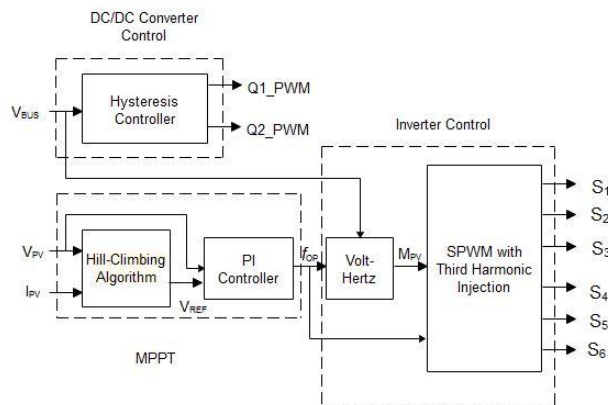 DC/DC Converter
Control
Hysteresis
Controller
Q1_PWM
Q2_PWM
VBUS
Inverter Control
VPV
IPV
Hill-Climbing
Algorithm
VREF
PI
Controller
fOP
Volt-
Hertz
MPV
SPWM with
Third Harmonic
Injection
S1
S2
S3
S4
S5
S6
MPPT